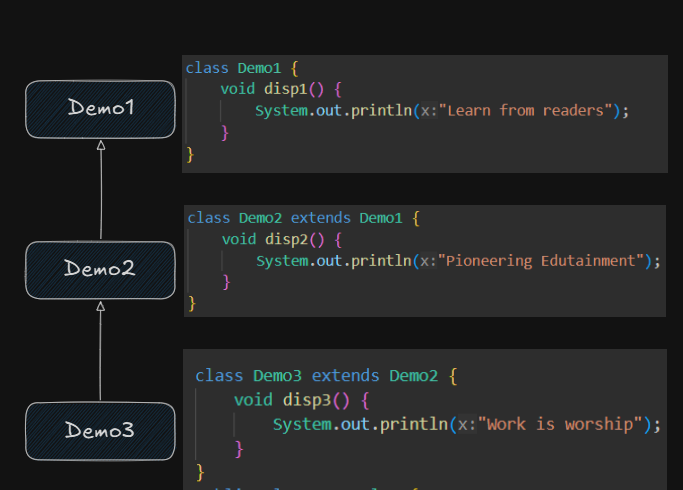 Demo1
class Demo1 {
void disp1() {
System.out.println(x:"Learn from readers");
}
}
Demo2
class Demo2 extends Demo1 {
void disp2() {
System.out.println(x:"Pioneering Edutainment");
}
}
Demo3
class Demo3 extends Demo2 {
void disp3() {
System.out.println(x:"Work is worship");
}
}